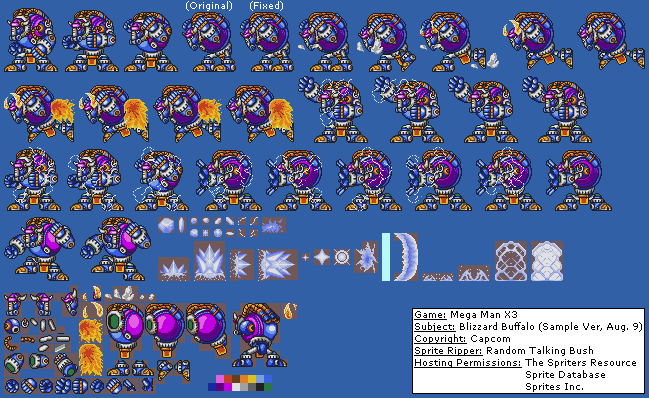 (Original) (Fixed)
Game: Mega Man X3
Subject: Blizzard Buffalo (Sample Ver, Aug. 9)
Copyright: Capcom
Sprite Ripper: Random Talking Bush
Hosting Permissions: The Spriters Resource
Sprite Database
Sprites Inc.